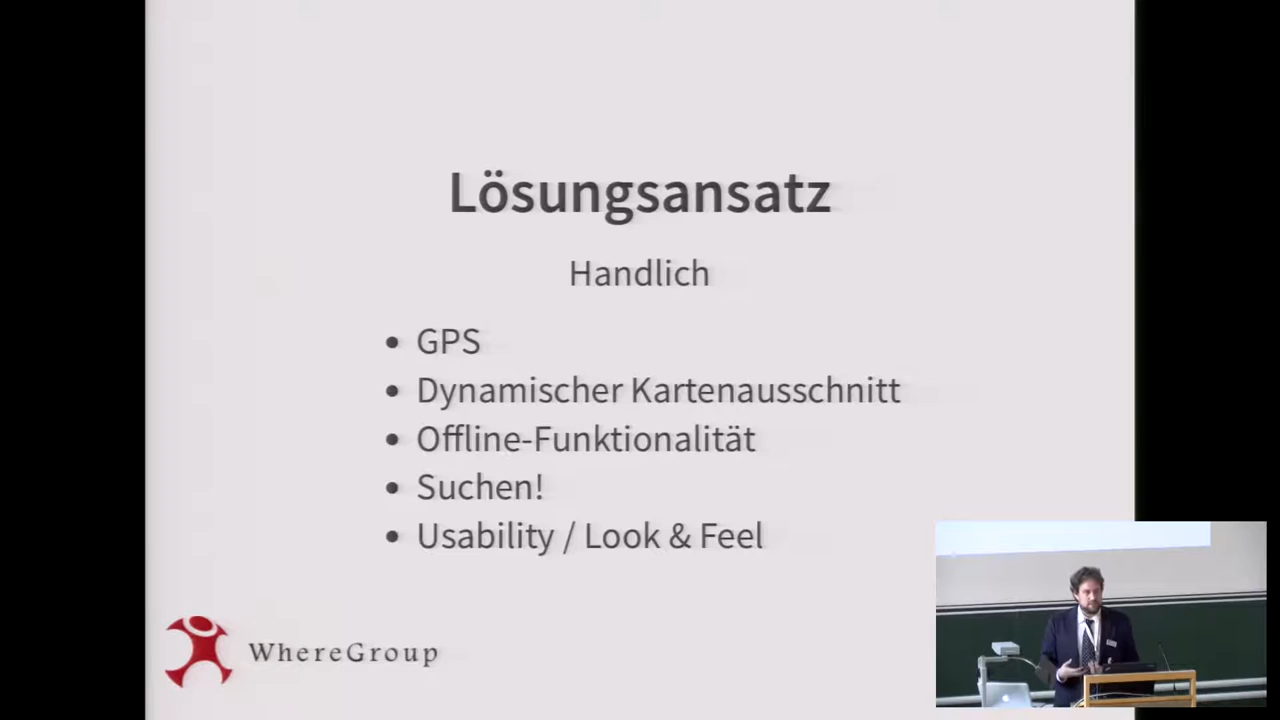 Lösungsansatz
Handlich
• GPS
• Dynamischer Kartenausschnitt
• Offline-Funktionalität
• Suchen!
• Usability / Look & Feel
WhereGroup